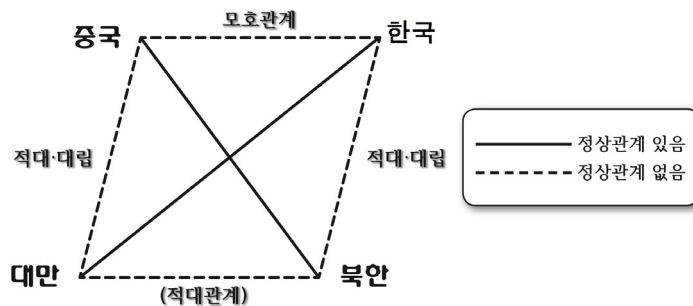 모호관계
중국
한국
적대·대립
적대·대립
정상관계 있음
정상관계 없음
대만
북한
(적대관계)